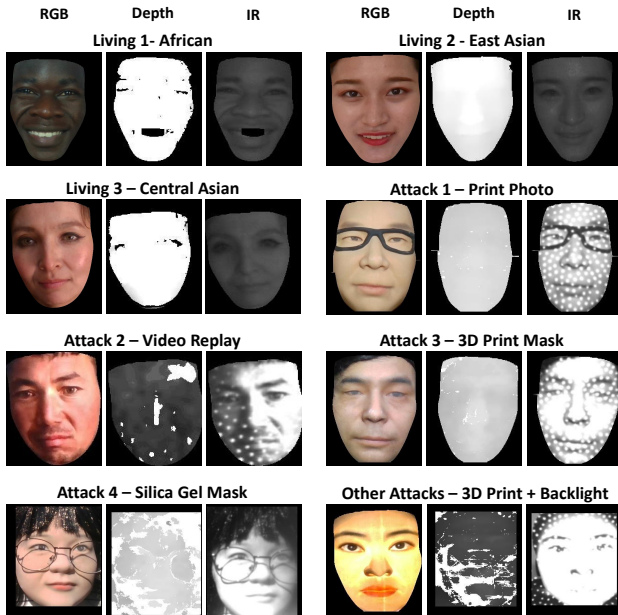 RGB Depth IR RGB Depth IR
Living 1- African Living 2 - East Asian
Living 3 – Central Asian Attack 1 – Print Photo
Attack 2 – Video Replay Attack 3 – 3D Print Mask
Attack 4 – Silica Gel Mask Other Attacks – 3D Print + Backlight